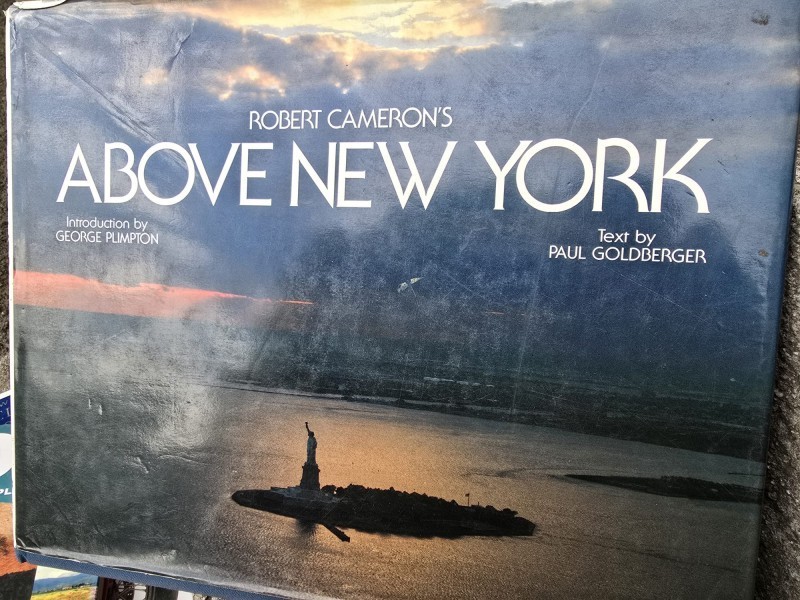 ROBERT CAMERON'S
ABOVE NEW YORK
Introduction by
GEORGE PLIMPTON
Text by
PAUL GOLDBERGER